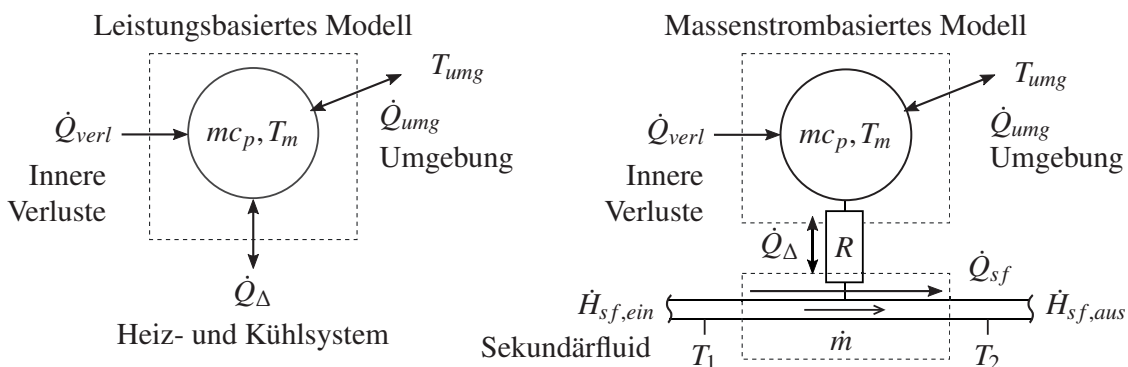 Leistungsbasiertes Modell
T_umg
Q̇_verl
mc_p, T_m
Q̇_umg
Umgebung
Innere
Verluste
Q̇_Δ
Heiz- und Kühlsystem
Massenstrombasiertes Modell
T_umg
Q̇_verl
mc_p, T_m
Q̇_umg
Umgebung
Innere
Verluste
Q̇_Δ
R
Q̇_sf
Ḣ_sf,ein
Ḣ_sf,aus
Sekundärfluid
T_1
ṁ
T_2